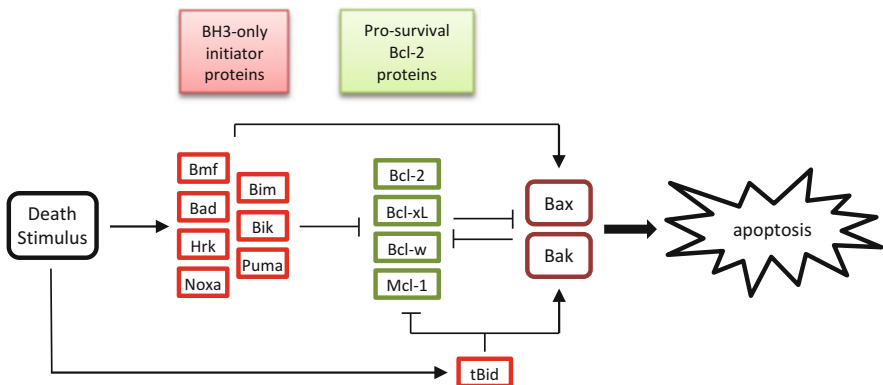 BH3-only
initiator
proteins
Pro-survival
Bcl-2
proteins
Death
Stimulus
Bmf
Bad
Hrk
Noxa
Bim
Bik
Puma
Bcl-2
Bcl-xL
Bcl-w
Mcl-1
Bax
Bak
apoptosis
tBid